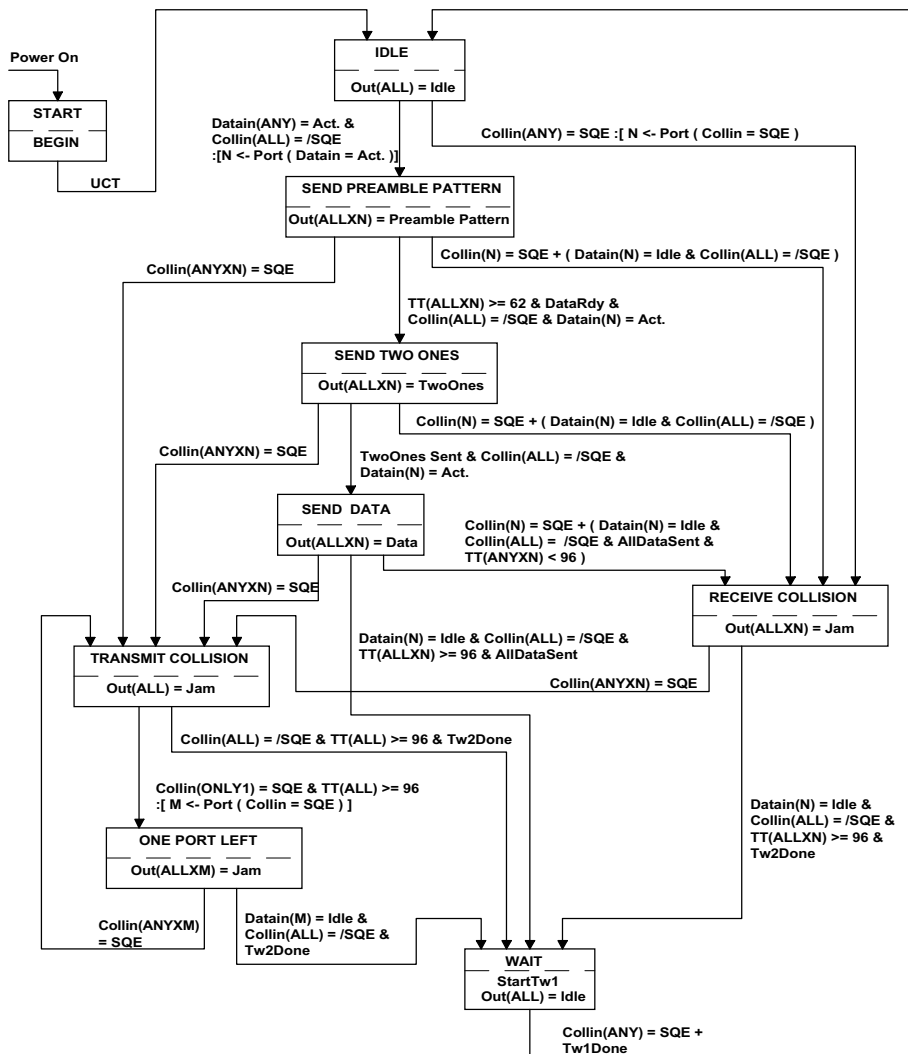 IDLE
Out(ALL) = Idle
Power On
START
BEGIN
UCT
Datain(ANY) = Act. &
Collin(ALL) = /SQE
:[N <- Port ( Datain = Act. )]
Collin(ANY) = SQE :[ N <- Port ( Collin = SQE )
SEND PREAMBLE PATTERN
Out(ALLXN) = Preamble Pattern
Collin(ANYXN) = SQE
Collin(N) = SQE + ( Datain(N) = Idle & Collin(ALL) = /SQE )
TT(ALLXN) >= 62 & DataRdy &
Collin(ALL) = /SQE & Datain(N) = Act.
SEND TWO ONES
Out(ALLXN) = TwoOnes
Collin(N) = SQE + ( Datain(N) = Idle & Collin(ALL) = /SQE )
Collin(ANYXN) = SQE
TwoOnes Sent & Collin(ALL) = /SQE &
Datain(N) = Act.
SEND DATA
Out(ALLXN) = Data
Collin(N) = SQE + ( Datain(N) = Idle &
Collin(ALL) = /SQE & AllDataSent &
TT(ANYXN) < 96 )
Collin(ANYXN) = SQE
RECEIVE COLLISION
Out(ALLXN) = Jam
Datain(N) = Idle & Collin(ALL) = /SQE &
TT(ALLXN) >= 96 & AllDataSent
TRANSMIT COLLISION
Out(ALL) = Jam
Collin(ANYXN) = SQE
Collin(ALL) = /SQE & TT(ALL) >= 96 & Tw2Done
Collin(ONLY1) = SQE & TT(ALL) >= 96
:[ M <- Port ( Collin = SQE ) ]
Datain(N) = Idle &
Collin(ALL) = /SQE &
TT(ALLXN) >= 96 &
Tw2Done
ONE PORT LEFT
Out(ALLXM) = Jam
Collin(ANYXM)
= SQE
Datain(M) = Idle &
Collin(ALL) = /SQE &
Tw2Done
WAIT
StartTw1
Out(ALL) = Idle
Collin(ANY) = SQE +
Tw1Done